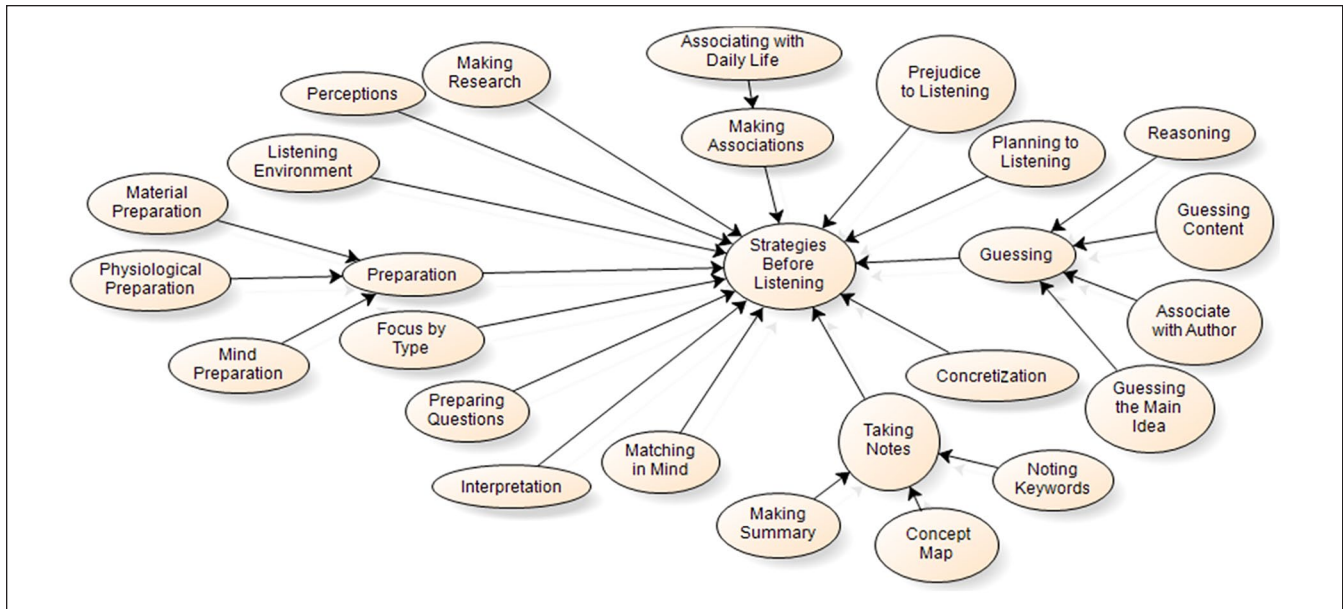 Associating with
Daily Life
Making
Research
Prejudice
to Listening
Perceptions
Making
Associations
Reasoning
Planning to
Listening
Listening
Environment
Material
Preparation
Guessing
Content
Strategies
Before
Listening
Guessing
Physiological
Preparation
Preparation
Focus by
Type
Associate
with Author
Mind
Preparation
Concretization
Guessing
the Main
Idea
Preparing
Questions
Taking
Notes
Matching
in Mind
Interpretation
Noting
Keywords
Making
Summary
Concept
Map